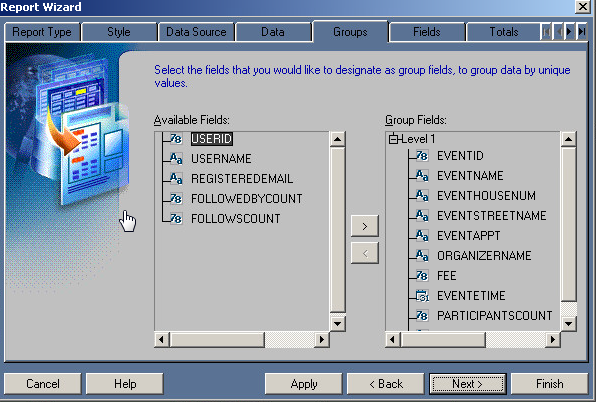 Report Wizard
Report Type Style Data Source Data Groups Fields Totals
Select the fields that you would like to designate as group fields, to group data by unique
values.
Available Fields:
USERID
USERNAME
REGISTEREDEMAIL
FOLLOWEDBYCOUNT
FOLLOWSCOUNT
>
<
Group Fields:
Level 1
EVENTID
EVENTNAME
EVENTHOUSENUM
EVENTSTREETNAME
EVENTAPPT
ORGANIZERNAME
FEE
EVENTETIME
PARTICIPANTSCOUNT
Cancel Help Apply < Back Next > Finish